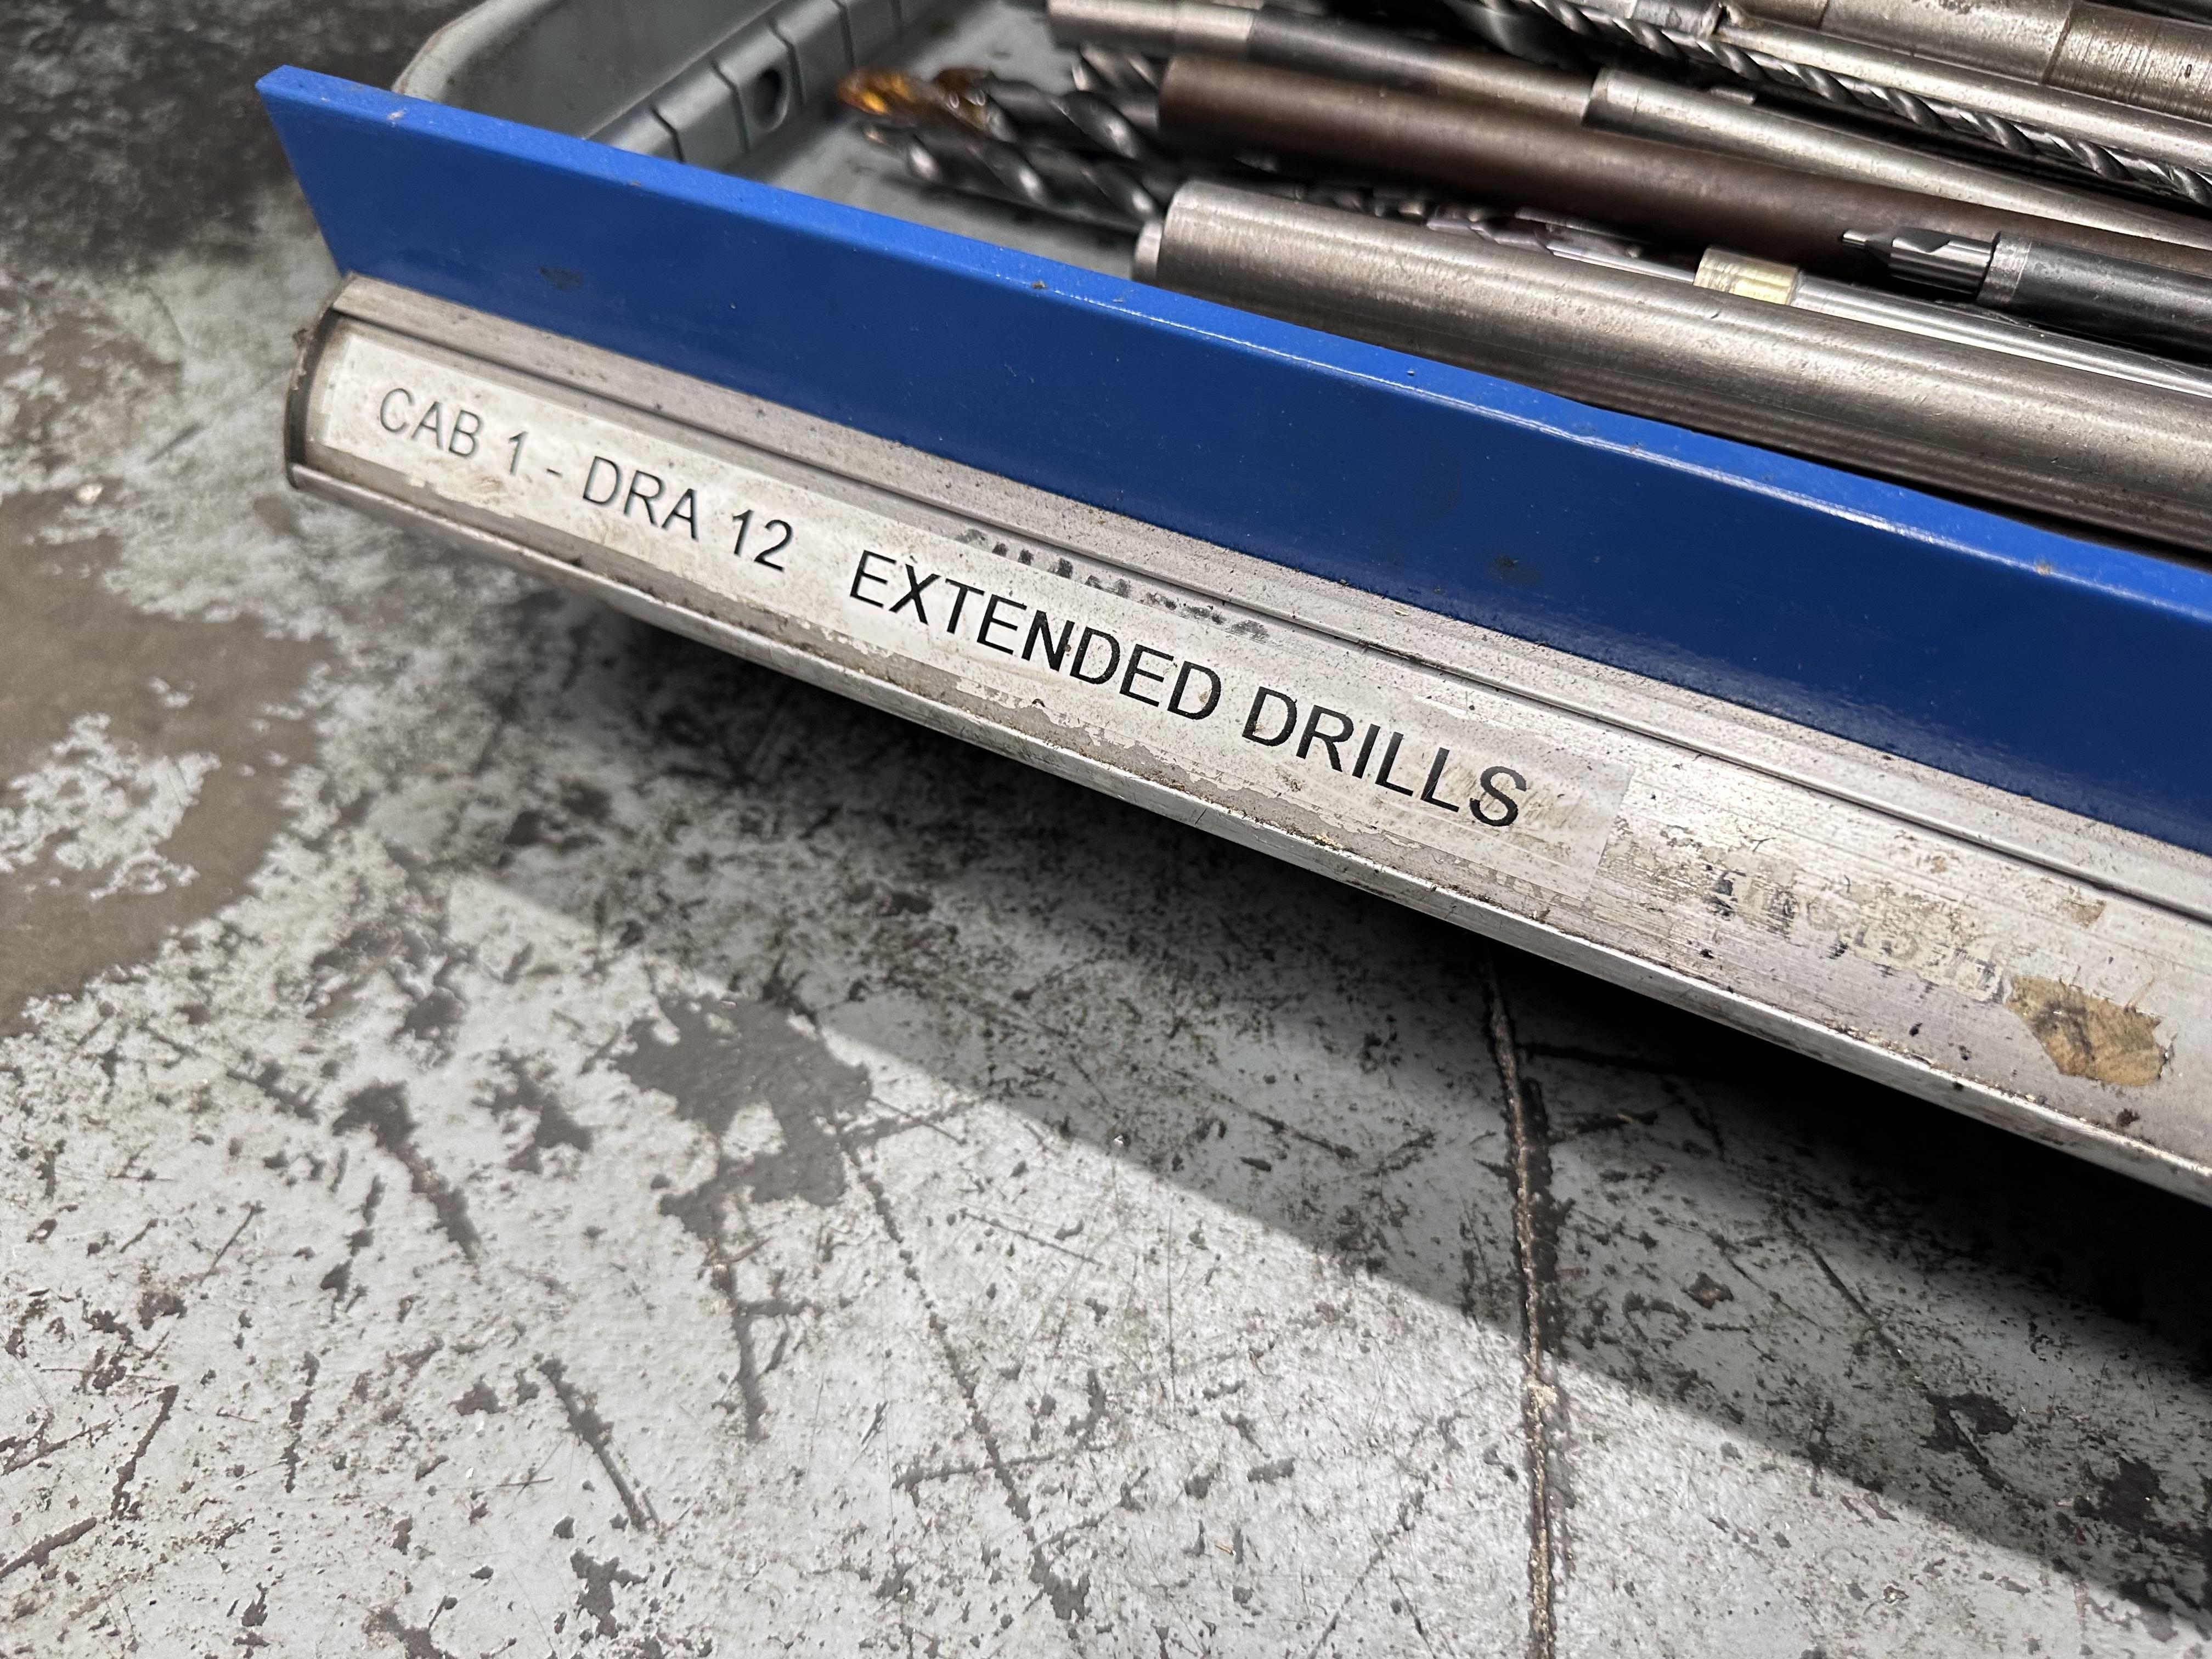 CAB 1 - DRA 12   EXTENDED DRILLS